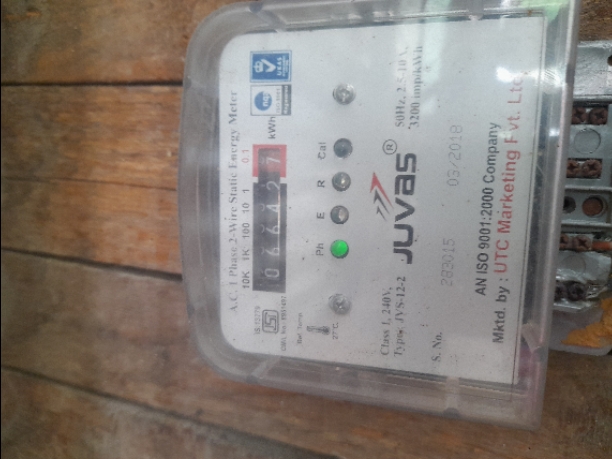 A.C. 1 Phase 2-Wire Static Energy Meter
10K 1K 100 10 1 0.1
0 6 6 4 2 7 kWh
Ph E R Cal
27°C
JUVAS®
Class 1, 240V, 50Hz, 2.5-10A,
Type: JVS-12-2 3200 imp/kWh
S. No. 283015 03/2018
AN ISO 9001:2000 Company
Mktd. by : UTC Marketing Pvt. Ltd.